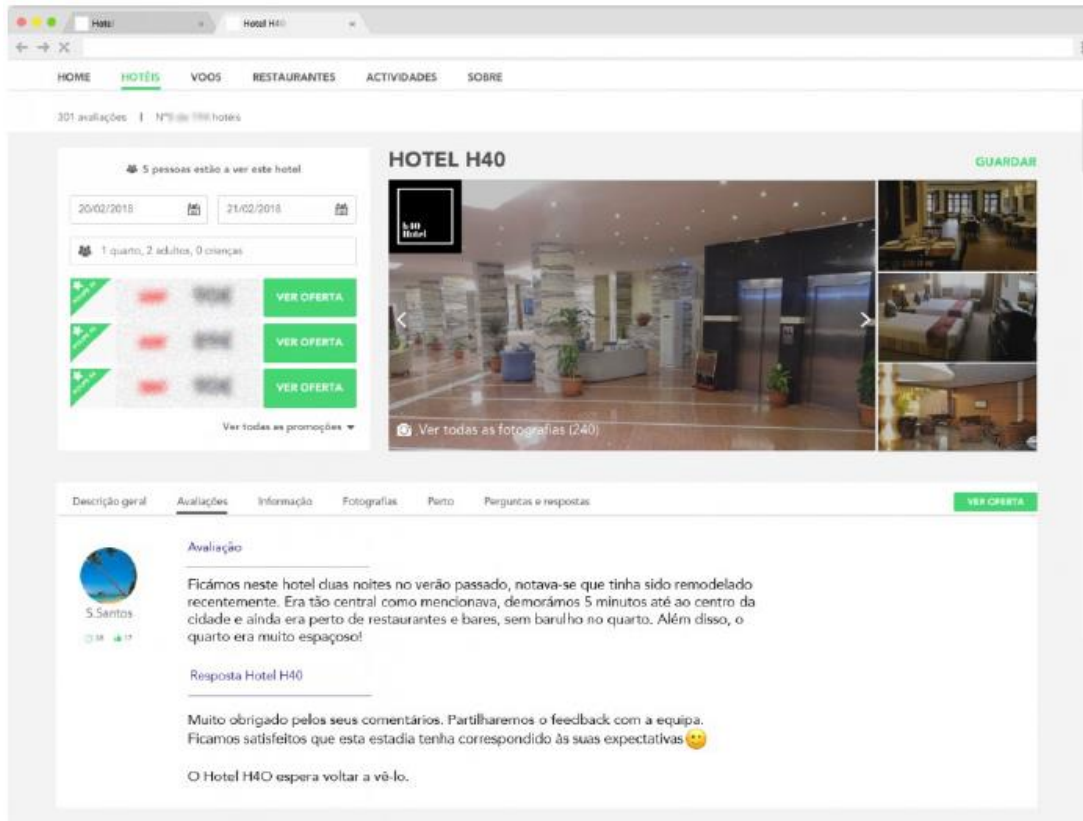 Hotel
Hotel H40
HOME HOTÉIS VOOS RESTAURANTES ACTIVIDADES SOBRE
301 avaliações | Nº hotéis
5 pessoas estão a ver este hotel
20/02/2018 21/02/2018
1 quarto, 2 adultos, 0 crianças
VER OFERTA
VER OFERTA
VER OFERTA
Ver todas as promoções
HOTEL H40
GUARDAR
h40
Hotel
Ver todas as fotografias (240)
Descrição geral Avaliações Informação Fotografias Perto Perguntas e respostas
VER OFERTA
S.Santos
17
Avaliação
Ficámos neste hotel duas noites no verão passado, notava-se que tinha sido remodelado
recentemente. Era tão central como mencionava, demorámos 5 minutos até ao centro da
cidade e ainda era perto de restaurantes e bares, sem barulho no quarto. Além disso, o
quarto era muito espaçoso!
Resposta Hotel H40
Muito obrigado pelos seus comentários. Partilharemos o feedback com a equipa.
Ficamos satisfeitos que esta estadia tenha correspondido às suas expectativas
O Hotel H4O espera voltar a vê-lo.